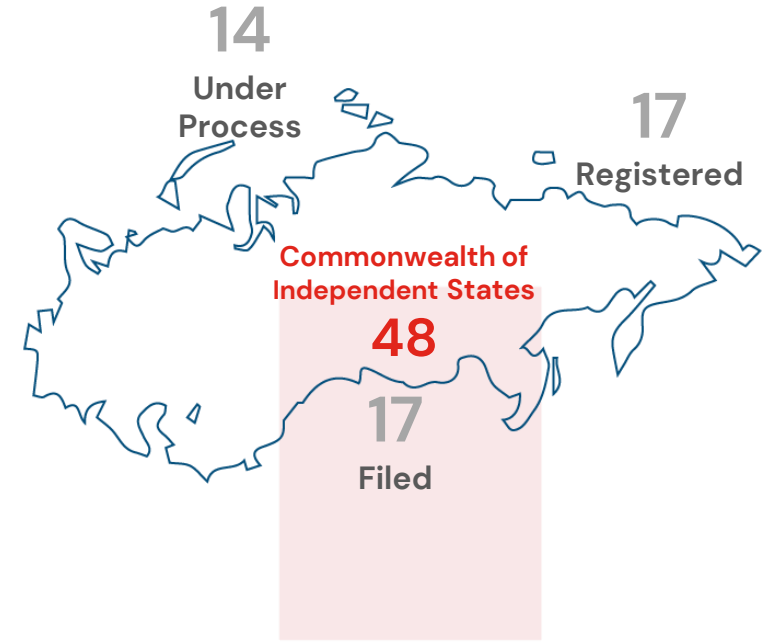 14
Under
Process
17
Registered
Commonwealth of
Independent States
48
17
Filed